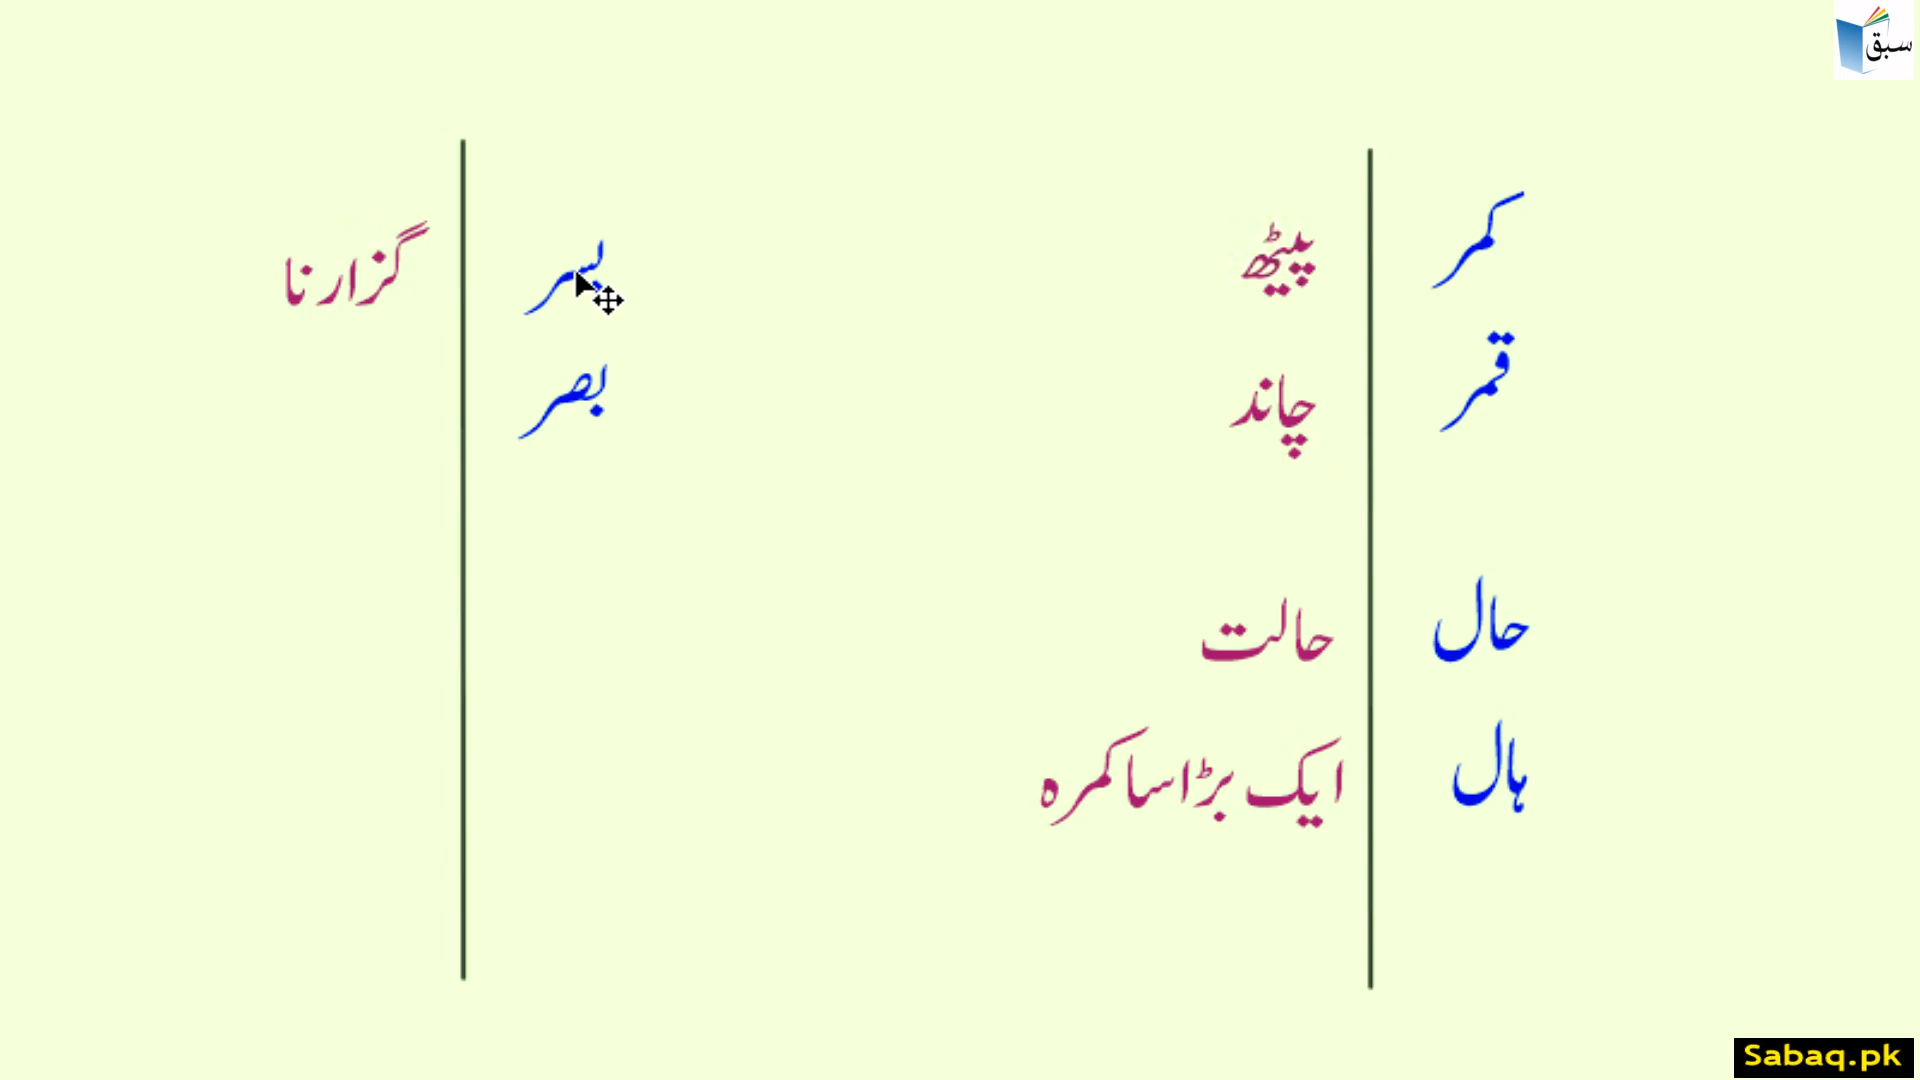 سبق
کمر پیٹھ
قمر چاند
حال حالت
ہال ایک بڑا سا کمرہ
بسر گزارنا
بصر
Sabaq.pk